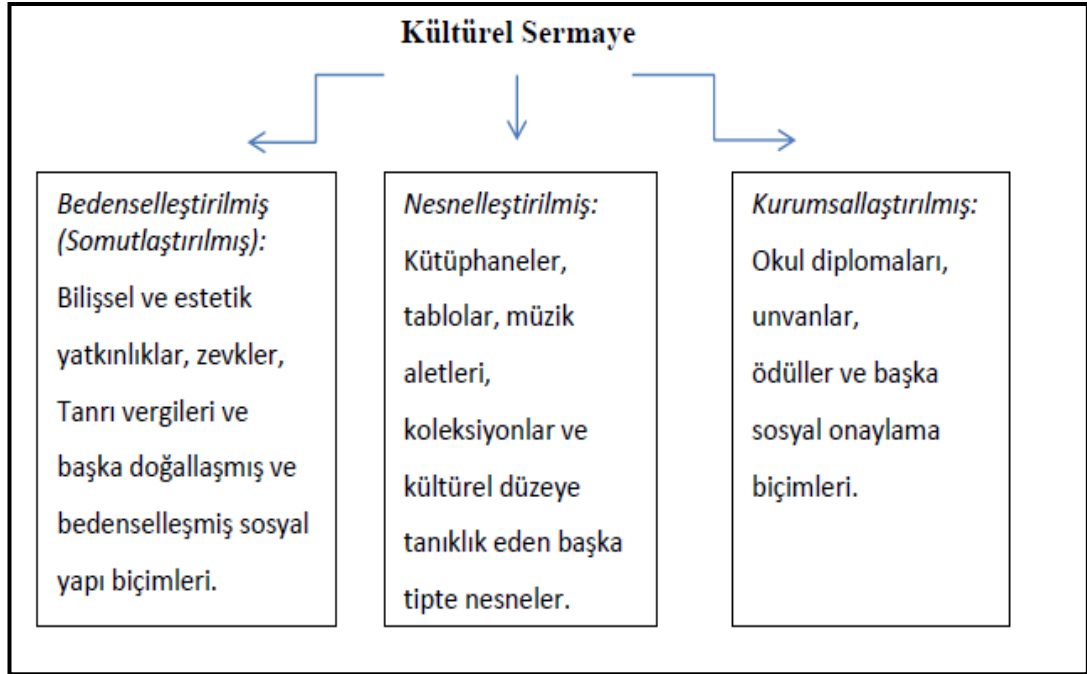 Kültürel Sermaye
Bedenselleştirilmiş
(Somutlaştırılmış):
Bilişsel ve estetik
yatkınlıklar, zevkler,
Tanrı vergileri ve
başka doğallaşmış ve
bedenselleşmiş sosyal
yapı biçimleri.
Nesnelleştirilmiş:
Kütüphaneler,
tablolar, müzik
aletleri,
koleksiyonlar ve
kültürel düzeye
tanıklık eden başka
tipte nesneler.
Kurumsallaştırılmış:
Okul diplomaları,
unvanlar,
ödüller ve başka
sosyal onaylama
biçimleri.